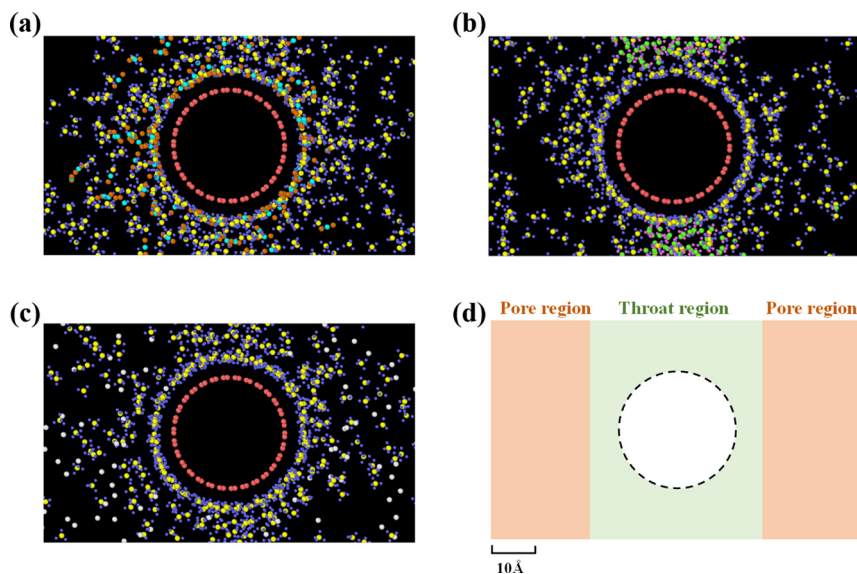 (a)
(b)
(c)
(d)
Pore region Throat region Pore region
10Å